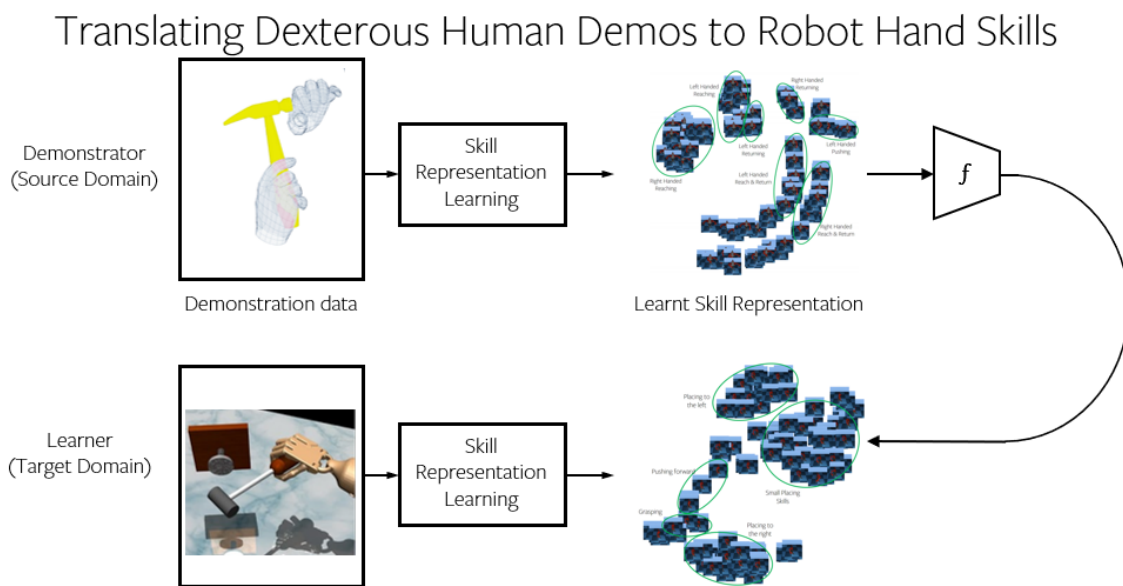 Translating Dexterous Human Demos to Robot Hand Skills
Demonstrator
(Source Domain)
Skill
Representation
Learning
Left Handed
Reaching
Right Handed
Returning
Left Handed
Returning
Left Handed
Pushing
Right Handed
Reaching
Left Handed
Reach & Return
Right Handed
Reach & Return
f
Demonstration data
Learnt Skill Representation
Learner
(Target Domain)
Skill
Representation
Learning
Placing to
the left
Pushing forward
Small Placing
Skills
Grasping
Placing to
the right